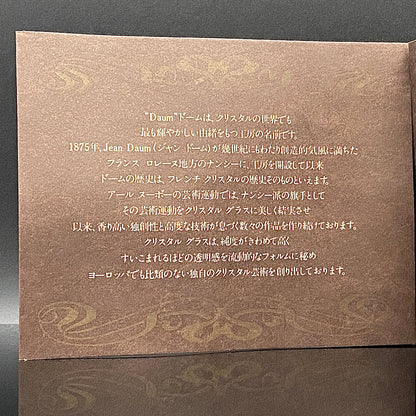 "Daum"ドームは、クリスタルの世界でも
最も輝やかしい由緒をもつ工房の名前です。
1875年、Jean Daum(ジャン ドーム)が幾世紀にもわたり創造的気風に満ちた
フランス ロレーヌ地方のナンシーに、工房を開設して以来
ドームの歴史は、フレンチ クリスタルの歴史そのものといえます。
アール ヌーボーの芸術運動では、ナンシー派の旗手として
その芸術運動をクリスタル グラスに美しく結実させ
以来、香り高い独創性と高度な技術が息づく数々の作品を作り続けております。
クリスタル グラスは、純度がきわめて高く
すいこまれるほどの透明感を流動的なフォルムに秘め
ヨーロッパでも比類のない独自のクリスタル芸術を創り出しております。